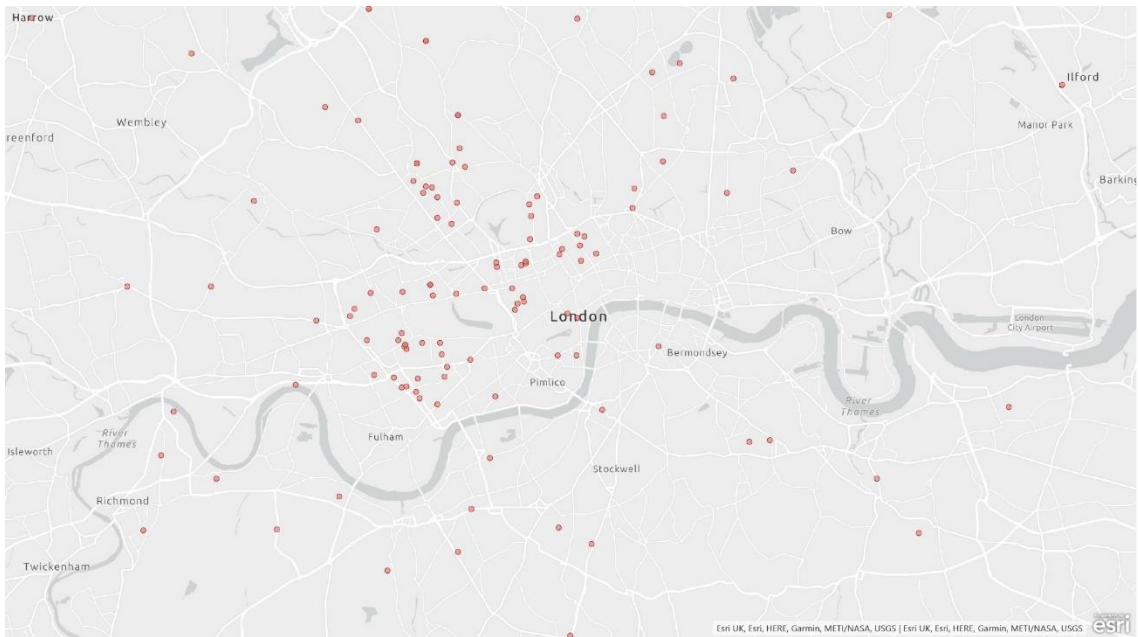 Harrow
Ilford
Wembley
Manor Park
reenford
Barking
Bow
London
London
City Airport
Bermondsey
Pimlico
River
Thames
Fulham
River
Thames
Isleworth
Stockwell
Richmond
Twickenham
Esri UK, Esri, HERE, Garmin, METI/NASA, USGS | Esri UK, Esri, HERE, Garmin, METI/NASA, USGS
esri